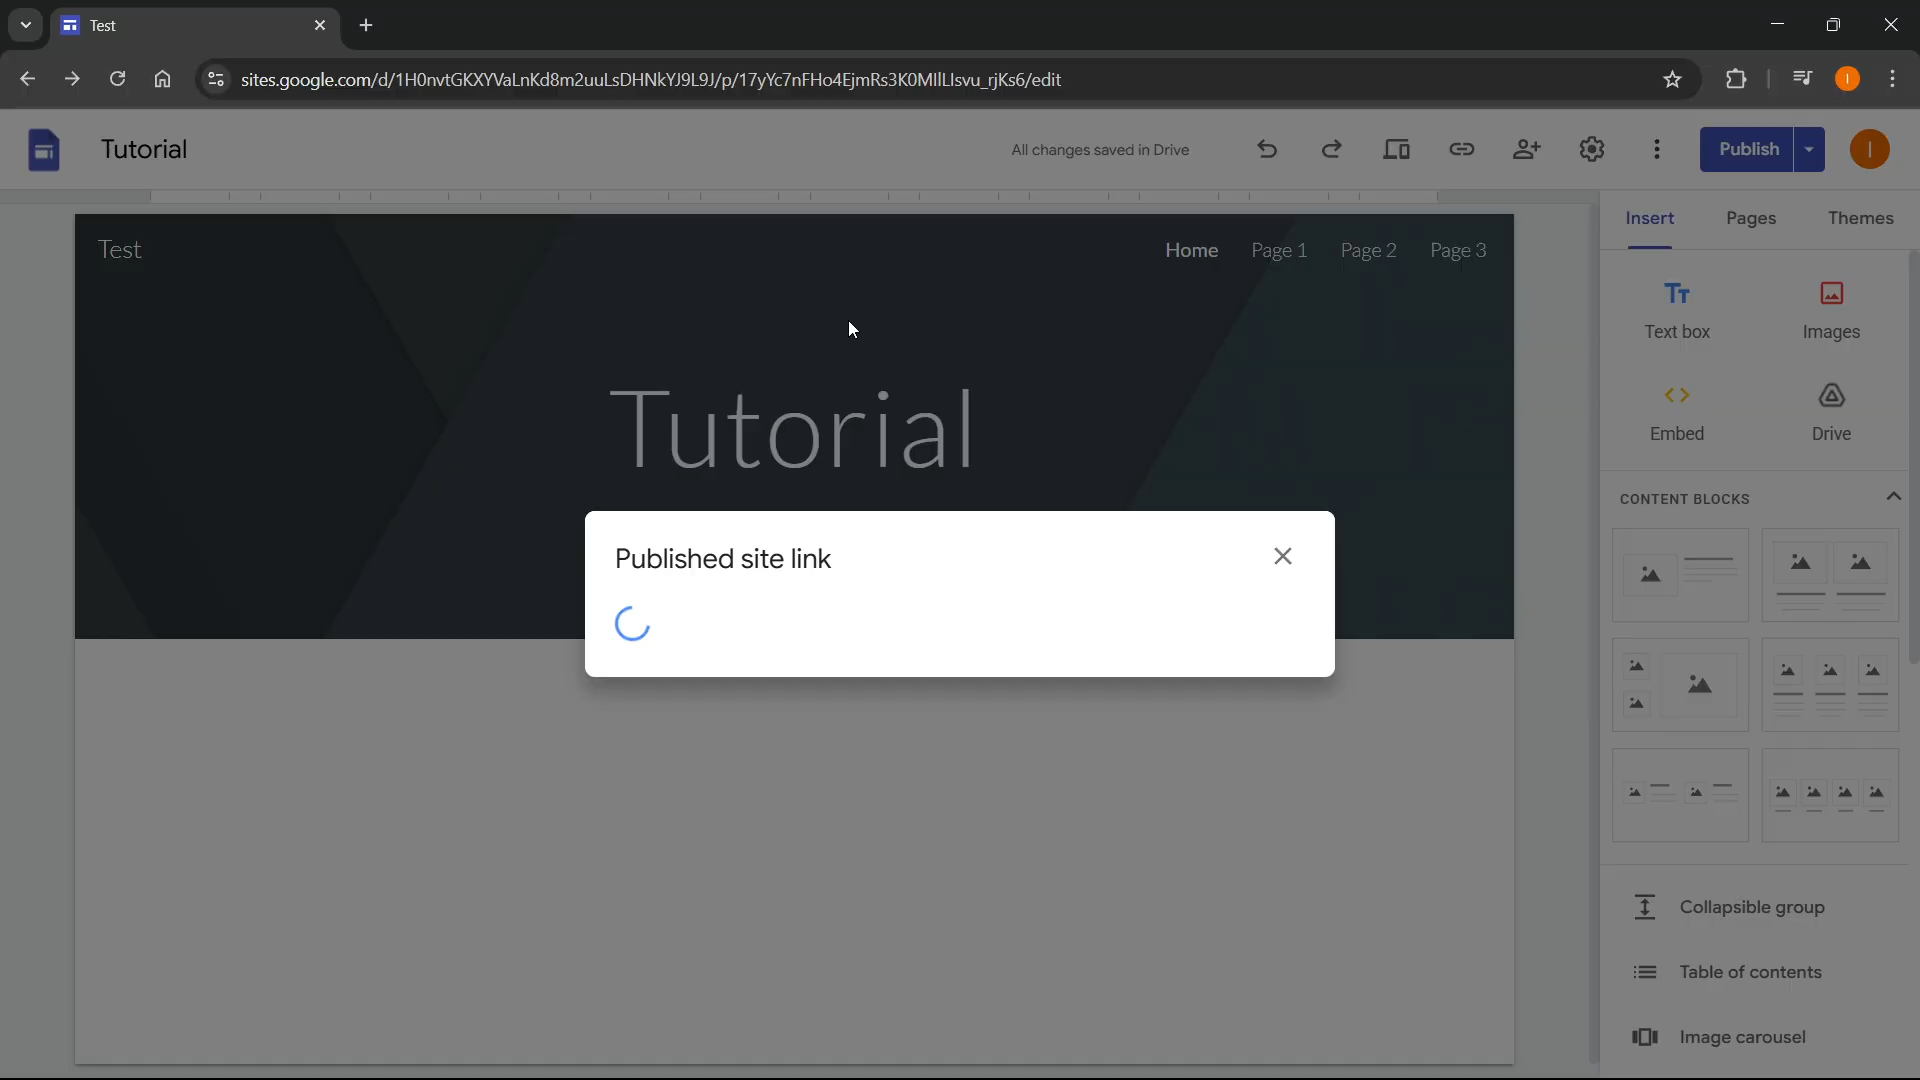 Test
sites.google.com/d/1H0nvtGKXYVaLnKd8m2uuLsDHNkYJ9L9J/p/17yYc7nFHo4EjmRs3K0MIlLlsvu_rjKs6/edit
Tutorial
All changes saved in Drive
Publish
I
I
Test
Home
Page 1
Page 2
Page 3
Tutorial
Published site link
Insert
Pages
Themes
Text box
Images
Embed
Drive
CONTENT BLOCKS
Collapsible group
Table of contents
Image carousel